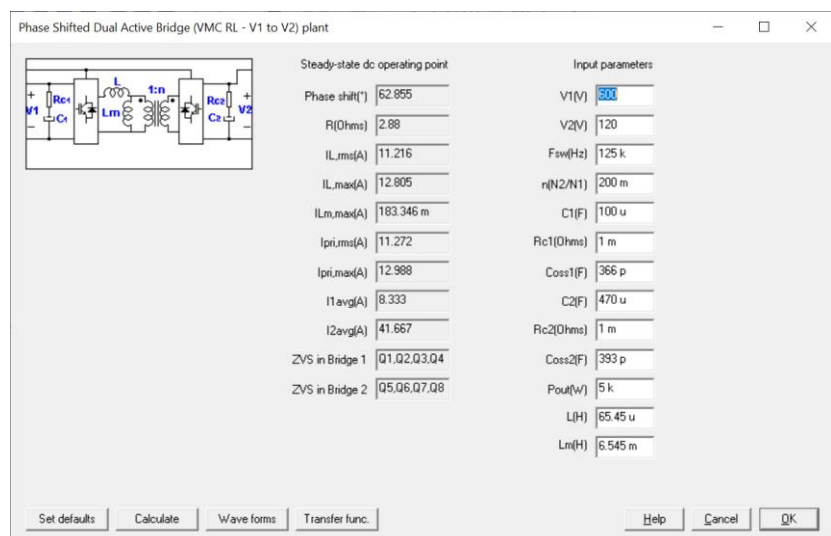 Phase Shifted Dual Active Bridge (VMC RL - V1 to V2) plant
Steady-state dc operating point
Input parameters
L 1:n
+ Rc1 Rc2 +
V1 C1 Lm C2 V2
Phase shift(°) 62.855 V1(V) 600
R(Ohms) 2.88 V2(V) 120
IL,rms(A) 11.216 Fsw(Hz) 125 k
IL,max(A) 12.805 n(N2/N1) 200 m
ILm,max(A) 183.346 m C1(F) 100 u
Ipri,rms(A) 11.272 Rc1(Ohms) 1 m
Ipri,max(A) 12.988 Coss1(F) 366 p
I1avg(A) 8.333 C2(F) 470 u
I2avg(A) 41.667 Rc2(Ohms) 1 m
ZVS in Bridge 1 Q1,Q2,Q3,Q4 Coss2(F) 393 p
ZVS in Bridge 2 Q5,Q6,Q7,Q8 Pout(W) 5 k
L(H) 65.45 u
Lm(H) 6.545 m
Set defaults Calculate Wave forms Transfer func. Help Cancel OK